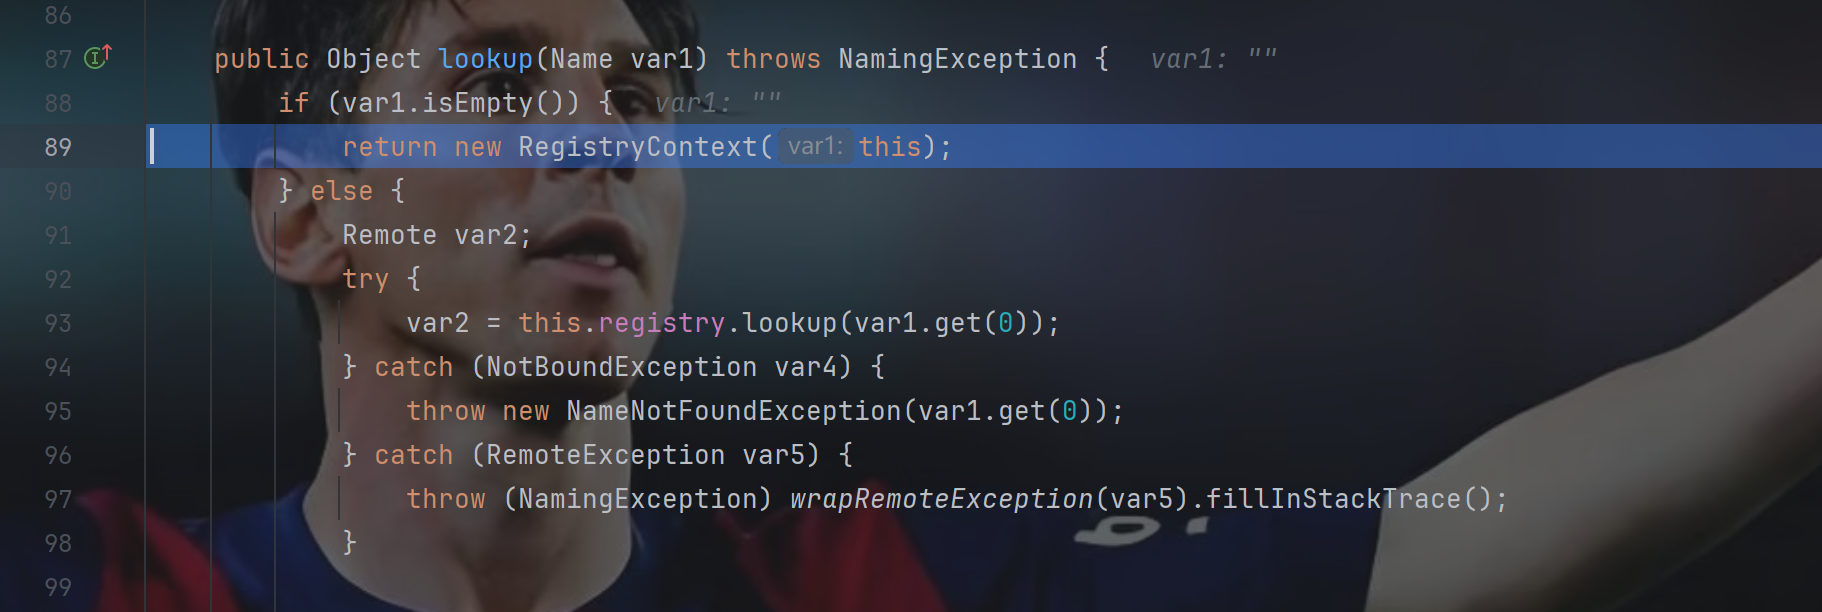 86
87 public Object lookup(Name var1) throws NamingException { var1: ""
88 if (var1.isEmpty()) { var1: ""
89 return new RegistryContext( var1: this);
90 } else {
91 Remote var2;
92 try {
93 var2 = this.registry.lookup(var1.get(0));
94 } catch (NotBoundException var4) {
95 throw new NameNotFoundException(var1.get(0));
96 } catch (RemoteException var5) {
97 throw (NamingException) wrapRemoteException(var5).fillInStackTrace();
98 }
99